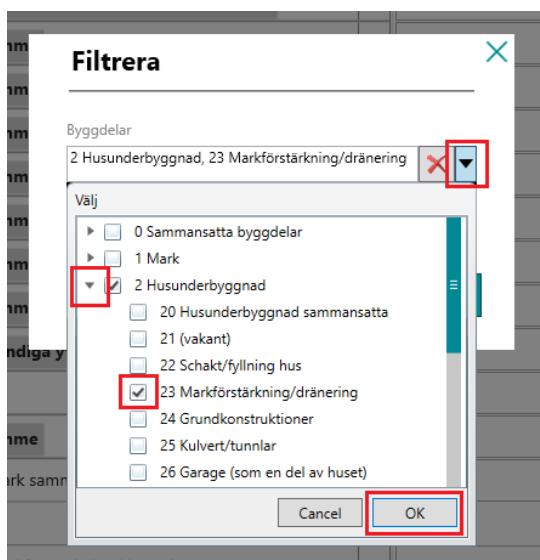 Filtrera
Byggdelar
2 Husunderbyggnad, 23 Markförstärkning/dränering
Välj
0 Sammansatta byggdelar
1 Mark
2 Husunderbyggnad
20 Husunderbyggnad sammansatta
21 (vakant)
22 Schakt/fyllning hus
23 Markförstärkning/dränering
24 Grundkonstruktioner
25 Kulvert/tunnlar
26 Garage (som en del av huset)
Cancel
OK